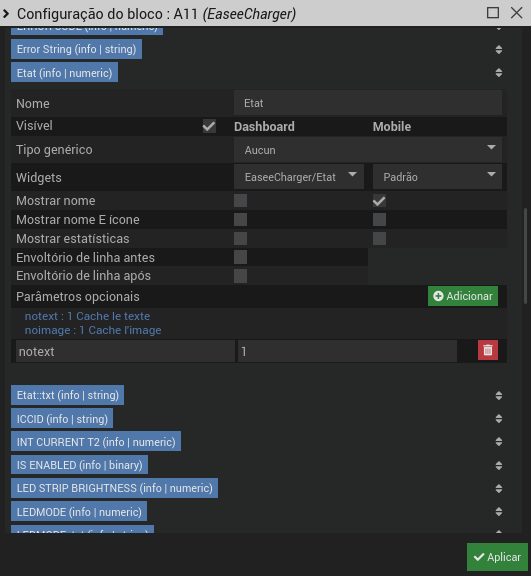 Configuração do bloco : A11 (EaseeCharger)
ERROR CODE (info | numeric)
Error String (info | string)
Etat (info | numeric)
Nome Etat
Visível Dashboard Mobile
Tipo genérico Aucun
Widgets EaseeCharger/Etat Padrão
Mostrar nome
Mostrar nome E ícone
Mostrar estatísticas
Envoltório de linha antes
Envoltório de linha após
Parâmetros opcionais Adicionar
notext : 1 Cache le texte
noimage : 1 Cache l'image
notext 1
Etat::txt (info | string)
ICCID (info | string)
INT CURRENT T2 (info | numeric)
IS ENABLED (info | binary)
LED STRIP BRIGHTNESS (info | numeric)
LEDMODE (info | numeric)
Aplicar